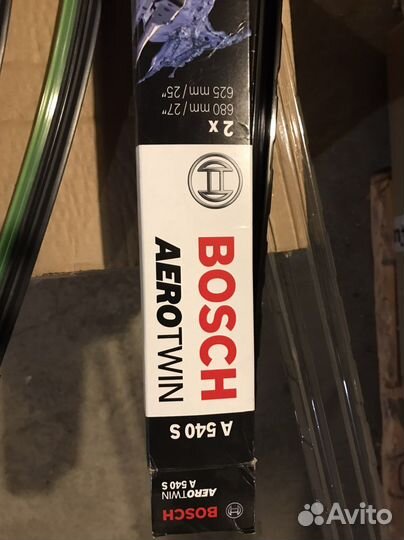 2 x
680 mm / 27"
625 mm / 25"
BOSCH
AEROTWIN
A 540 S
BOSCH
AEROTWIN
A 540 S
Avito